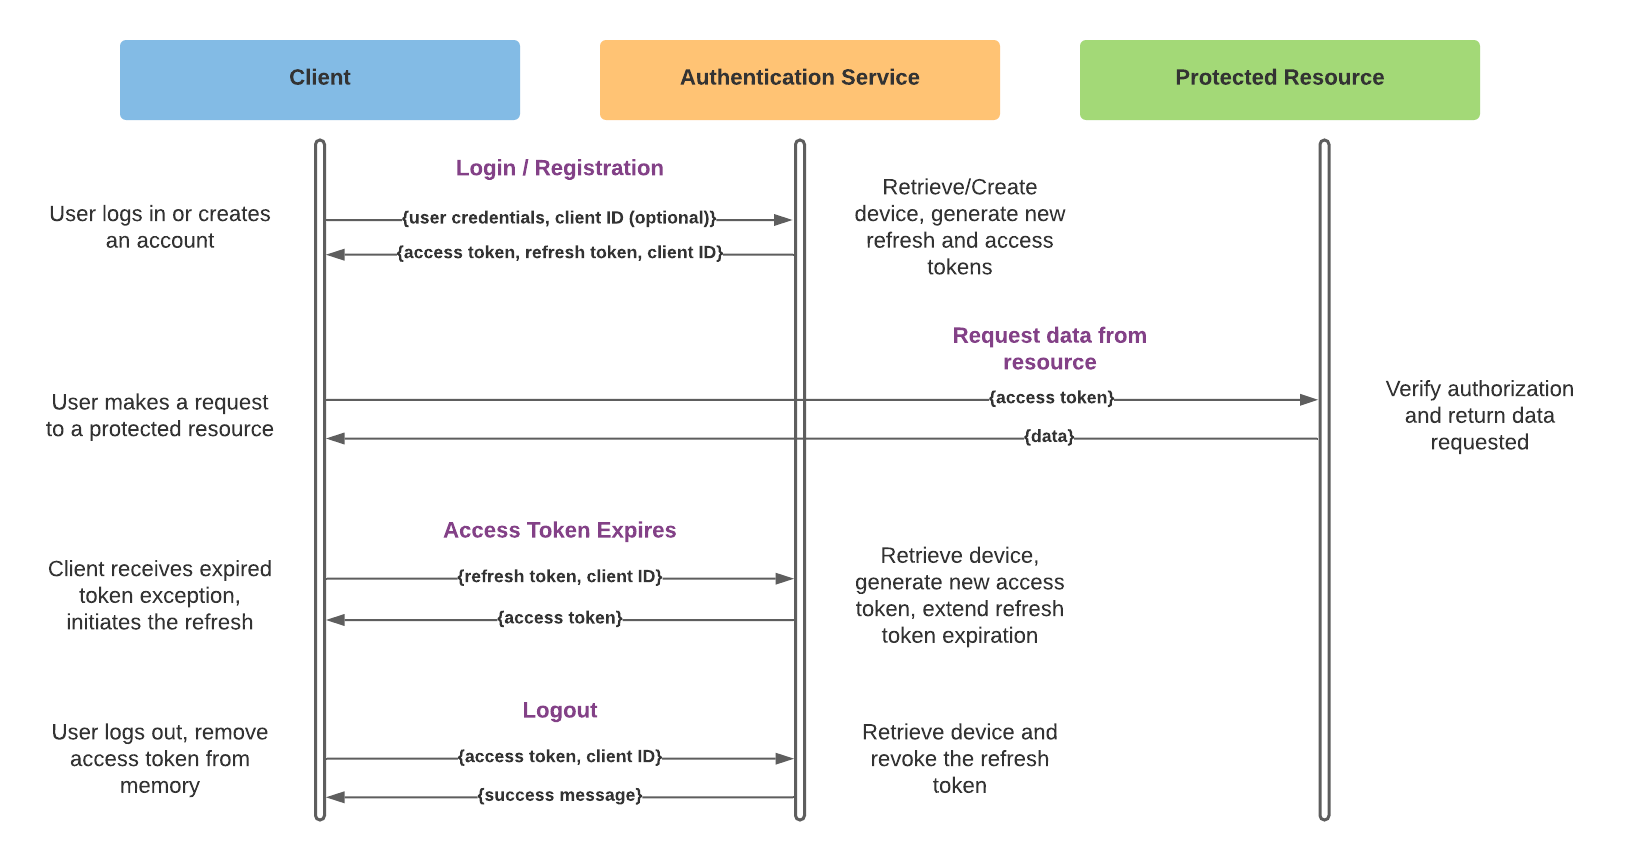 Client
Authentication Service
Protected Resource
Login / Registration
User logs in or creates
an account
{user credentials, client ID (optional)}
{access token, refresh token, client ID}
Retrieve/Create
device, generate new
refresh and access
tokens
Request data from
resource
User makes a request
to a protected resource
{access token}
{data}
Verify authorization
and return data
requested
Access Token Expires
Client receives expired
token exception,
initiates the refresh
{refresh token, client ID}
{access token}
Retrieve device,
generate new access
token, extend refresh
token expiration
Logout
User logs out, remove
access token from
memory
{access token, client ID}
{success message}
Retrieve device and
revoke the refresh
token